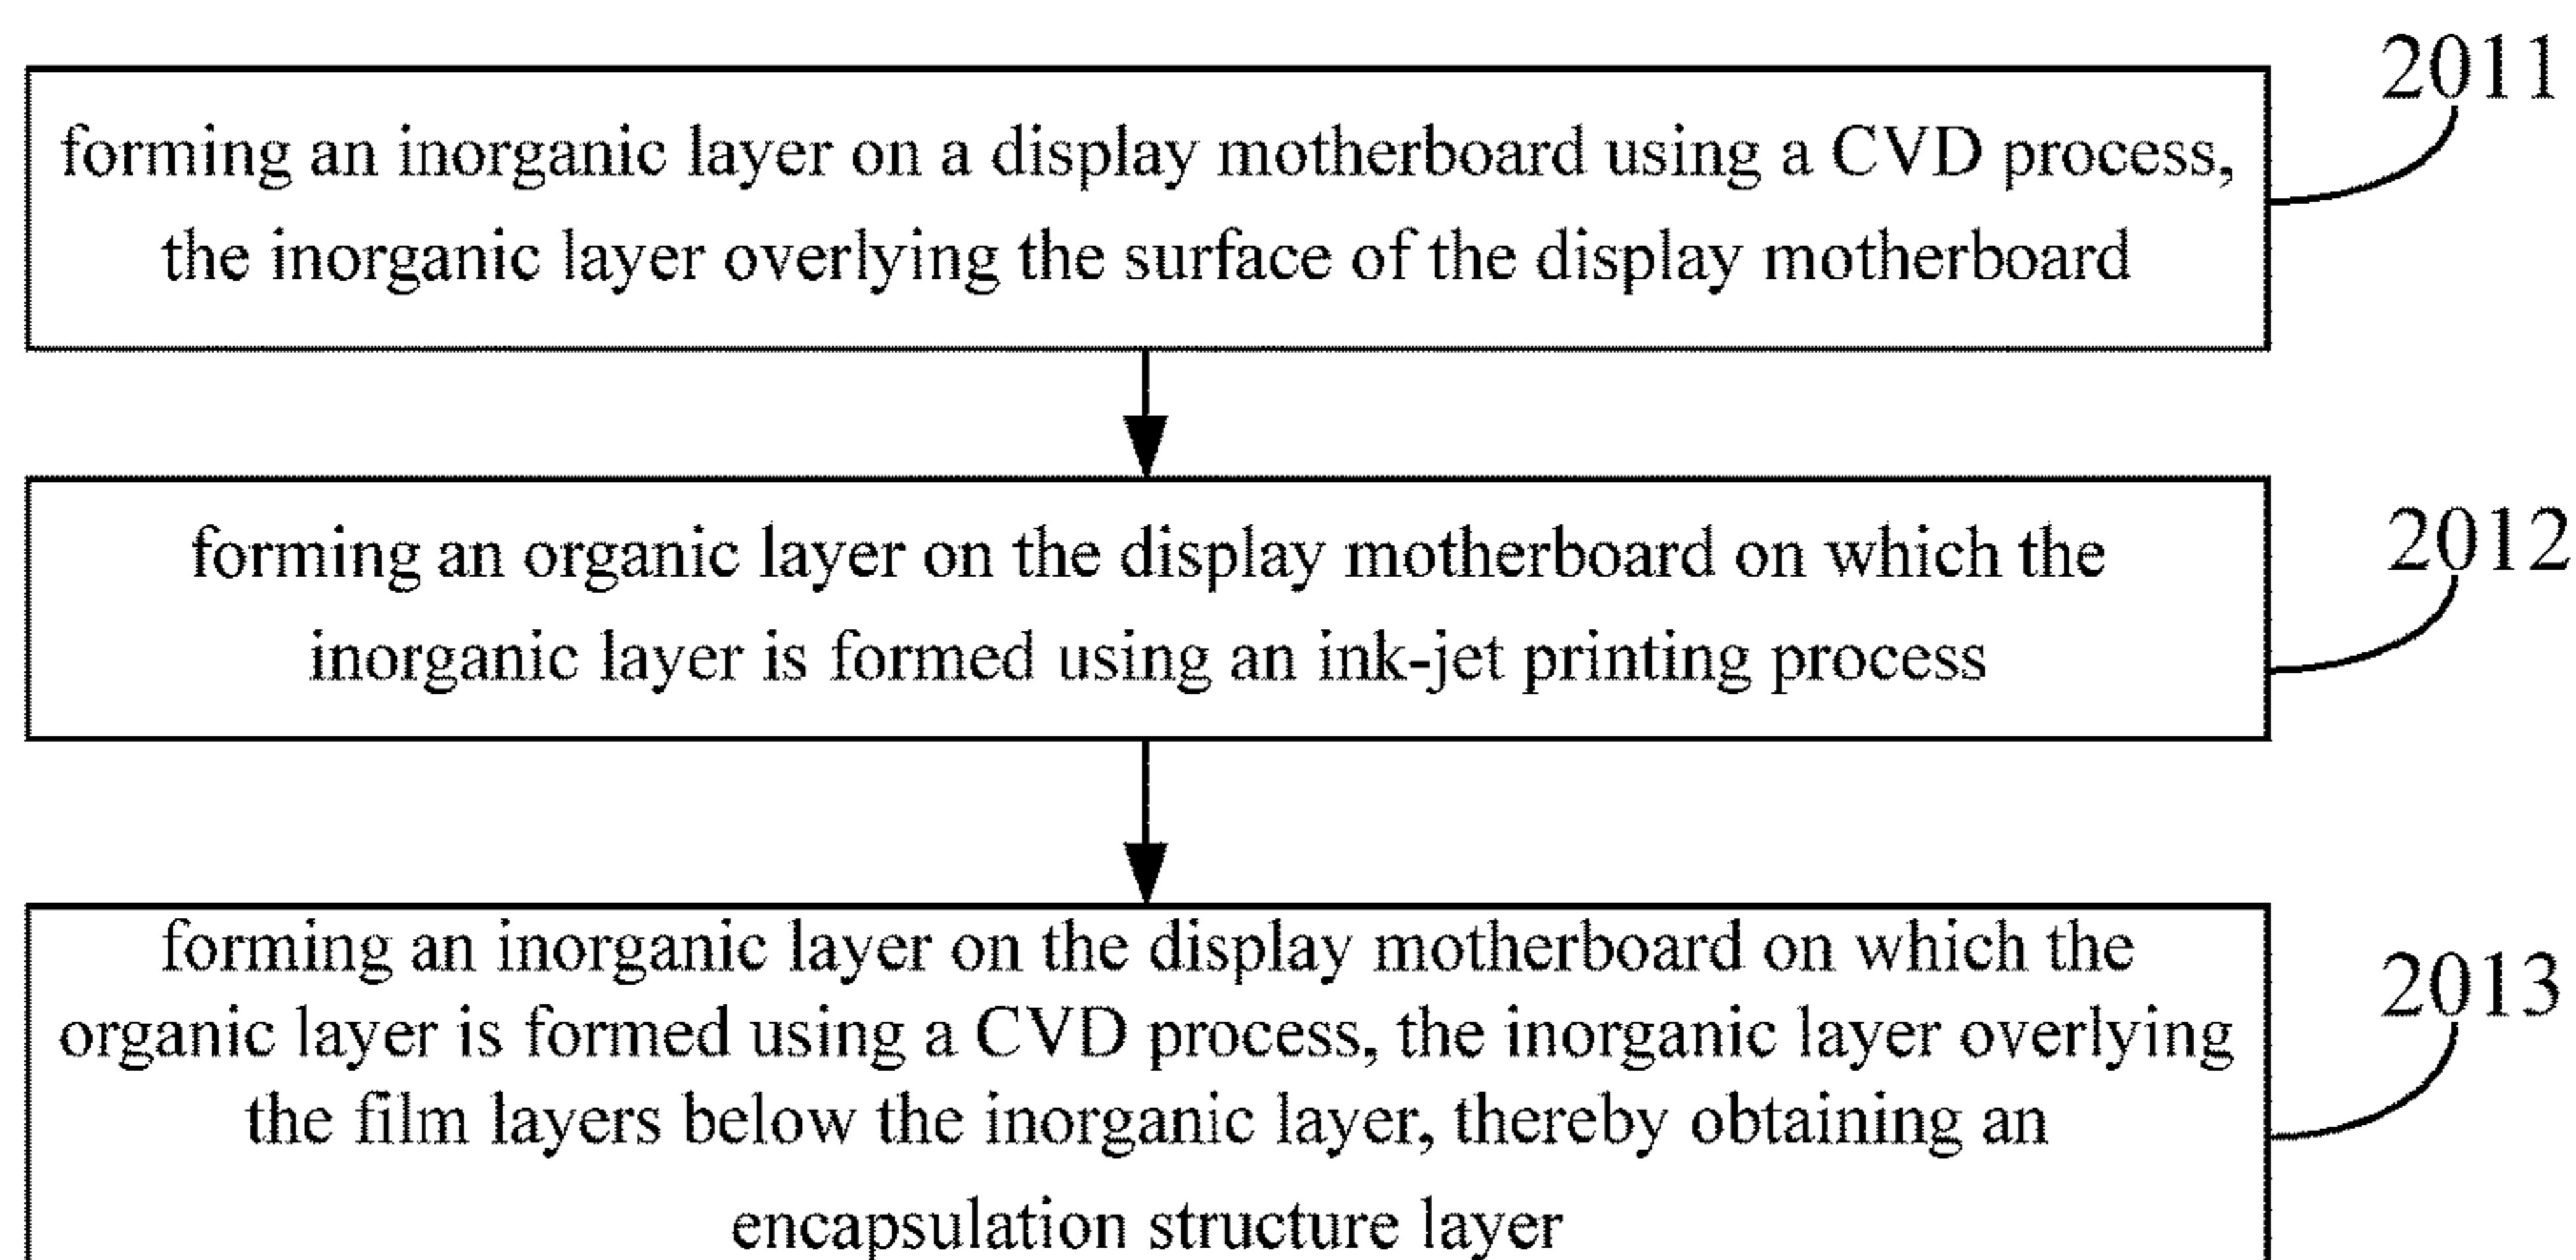 2011
forming an inorganic layer on a display motherboard using a CVD process,
the inorganic layer overlying the surface of the display motherboard
2012
forming an organic layer on the display motherboard on which the
inorganic layer is formed using an ink-jet printing process
2013
forming an inorganic layer on the display motherboard on which the
organic layer is formed using a CVD process, the inorganic layer overlying
the film layers below the inorganic layer, thereby obtaining an
encapsulation structure layer